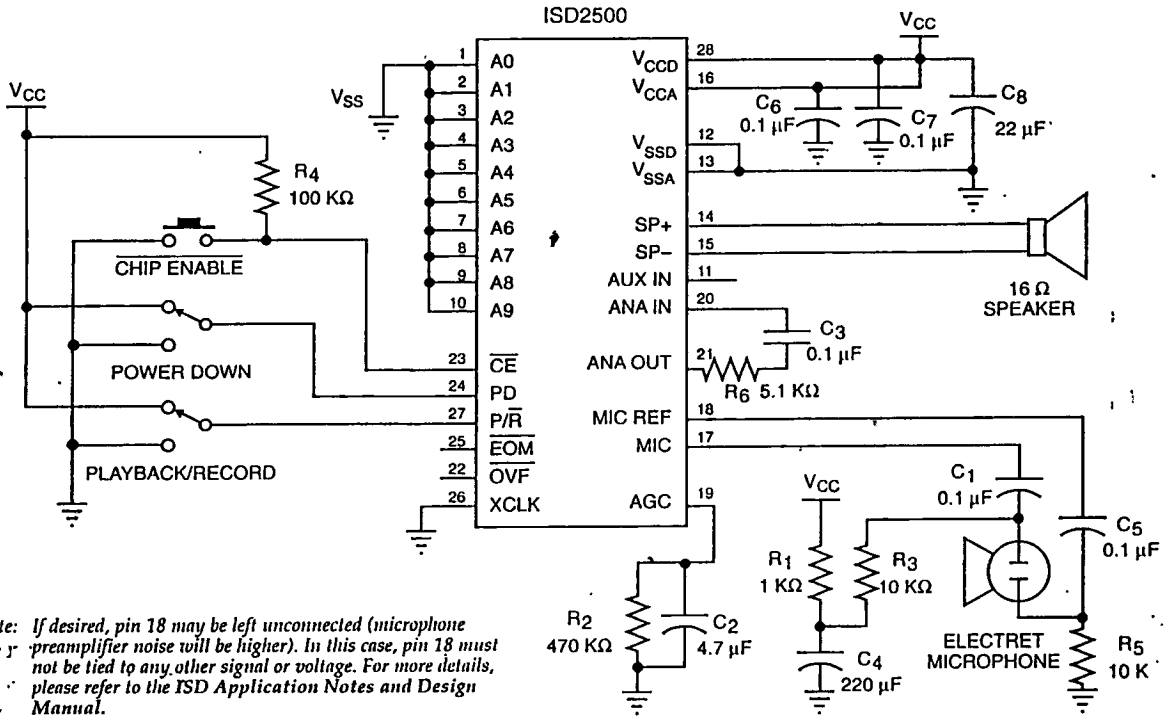 ISD2500
VCC
VSS
R4
100 KΩ
CHIP ENABLE
POWER DOWN
PLAYBACK/RECORD
1 A0
2 A1
3 A2
4 A3
5 A4
6 A5
7 A6
8 A7
9 A8
10 A9
23 CE
24 PD
27 P/R
25 EOM
22 OVF
26 XCLK
VCCD 28
VCCA 16
VSSD 12
VSSA 13
SP+ 14
SP– 15
AUX IN 11
ANA IN 20
ANA OUT 21
MIC REF 18
MIC 17
AGC 19
VCC
C6
0.1 µF
C7
0.1 µF
C8
22 µF
16 Ω
SPEAKER
C3
0.1 µF
R6 5.1 KΩ
C1
0.1 µF
C5
0.1 µF
VCC
R1
1 KΩ
R3
10 KΩ
R2
470 KΩ
C2
4.7 µF
C4
220 µF
ELECTRET
MICROPHONE
R5
10 K
te: If desired, pin 18 may be left unconnected (microphone
preamplifier noise will be higher). In this case, pin 18 must
not be tied to any other signal or voltage. For more details,
please refer to the ISD Application Notes and Design
Manual.